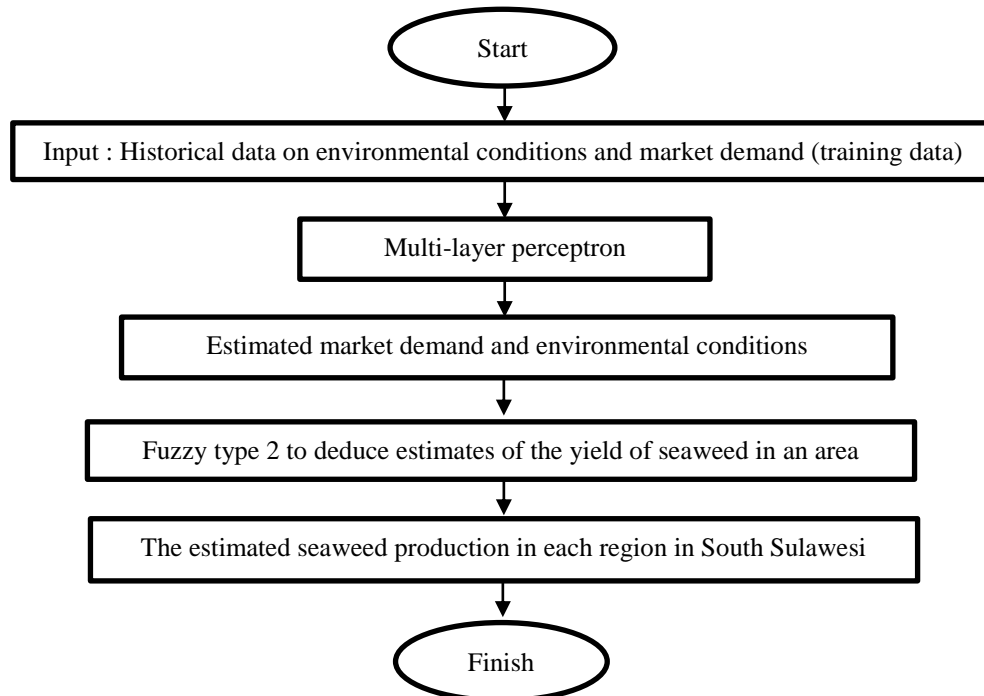 Start
Input : Historical data on environmental conditions and market demand (training data)
Multi-layer perceptron
Estimated market demand and environmental conditions
Fuzzy type 2 to deduce estimates of the yield of seaweed in an area
The estimated seaweed production in each region in South Sulawesi
Finish